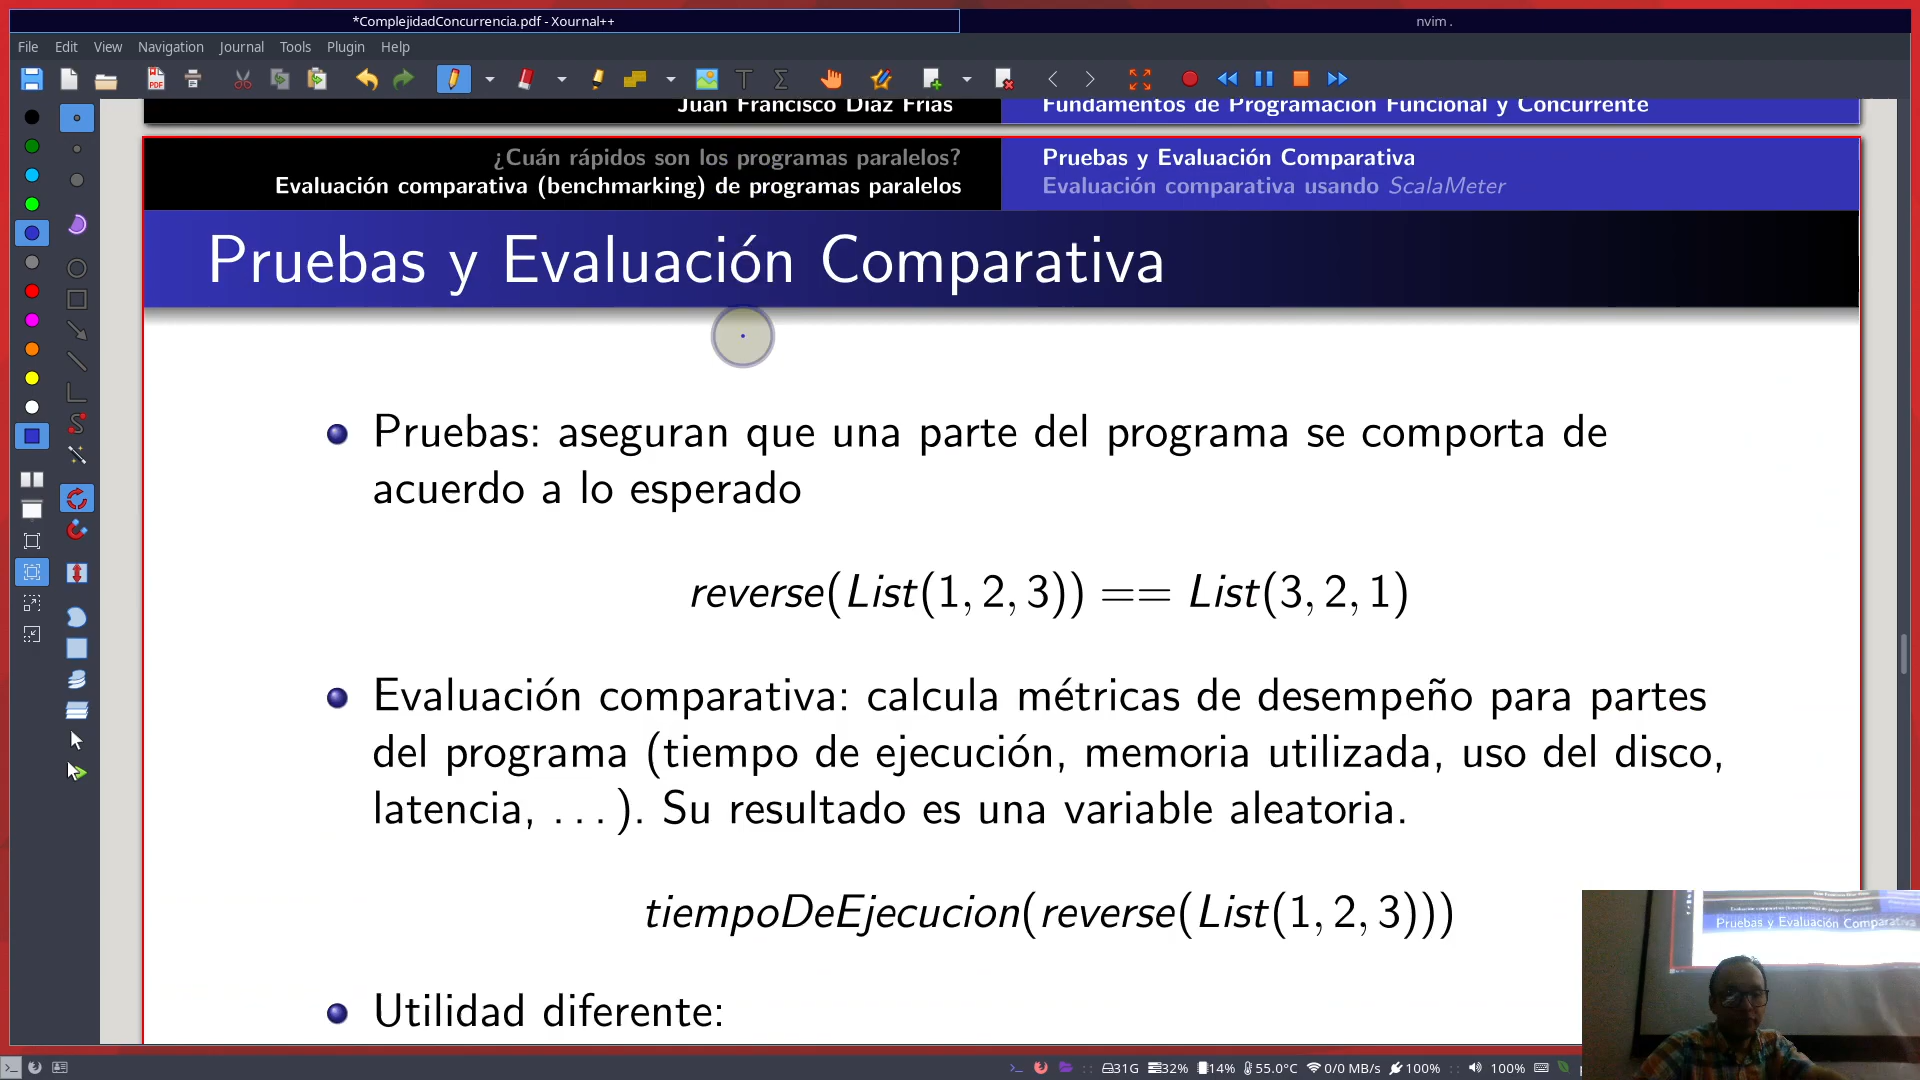 *ComplejidadConcurrencia.pdf - Xournal++
nvim .
File Edit View Navigation Journal Tools Plugin Help
Juan Francisco Díaz Frias
Fundamentos de Programación Funcional y Concurrente
¿Cuán rápidos son los programas paralelos?
Evaluación comparativa (benchmarking) de programas paralelos
Pruebas y Evaluación Comparativa
Evaluación comparativa usando ScalaMeter
Pruebas y Evaluación Comparativa
Pruebas: aseguran que una parte del programa se comporta de
acuerdo a lo esperado
reverse(List(1, 2, 3)) == List(3, 2, 1)
Evaluación comparativa: calcula métricas de desempeño para partes
del programa (tiempo de ejecución, memoria utilizada, uso del disco,
latencia, ...). Su resultado es una variable aleatoria.
tiempoDeEjecucion(reverse(List(1, 2, 3)))
Utilidad diferente:
Pruebas y Evaluación Comparativa
31G 32% 14% 55.0°C 0/0 MB/s 100% 100%